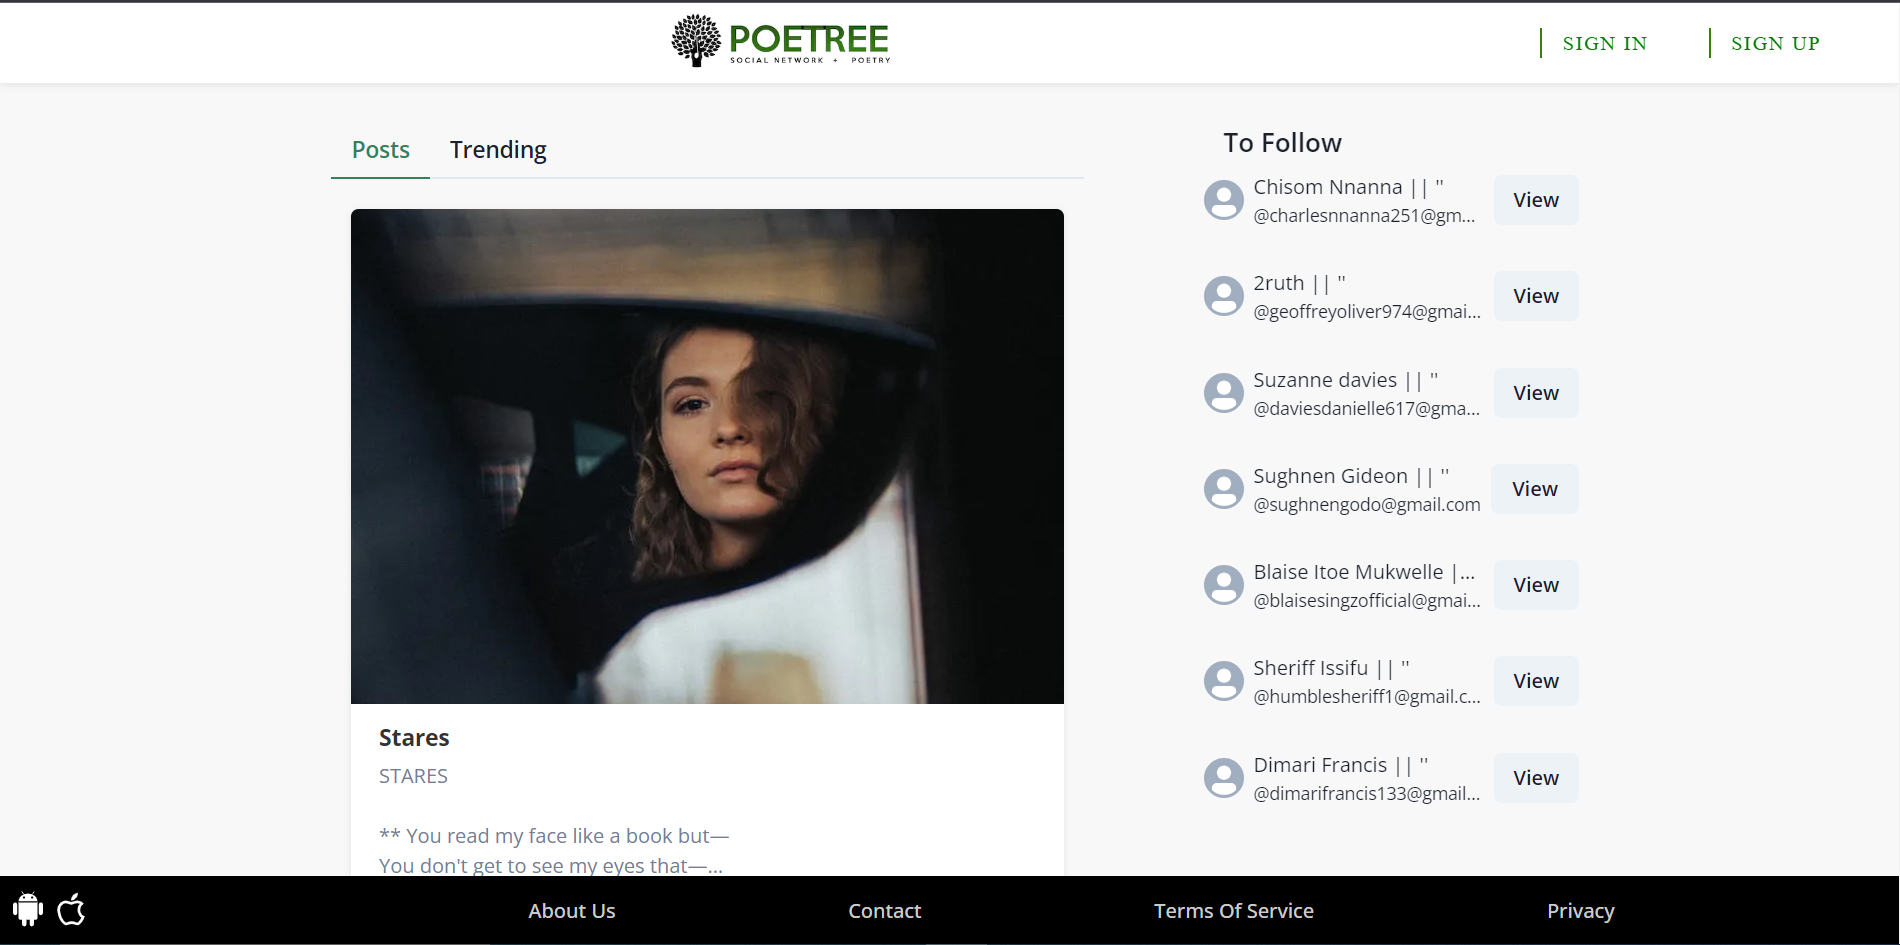 POETREE
SOCIAL NETWORK + POETRY
SIGN IN
SIGN UP
Posts
Trending
Stares
STARES
** You read my face like a book but—
You don't get to see my eyes that—...
To Follow
Chisom Nnanna || ''
@charlesnnanna251@gm...
View
2ruth || ''
@geoffreyoliver974@gmai...
View
Suzanne davies || ''
@daviesdanielle617@gma...
View
Sughnen Gideon || ''
@sughnengodo@gmail.com
View
Blaise Itoe Mukwelle |...
@blaisesingzofficial@gmai...
View
Sheriff Issifu || ''
@humblesheriff1@gmail.c...
View
Dimari Francis || ''
@dimarifrancis133@gmail...
View
About Us
Contact
Terms Of Service
Privacy